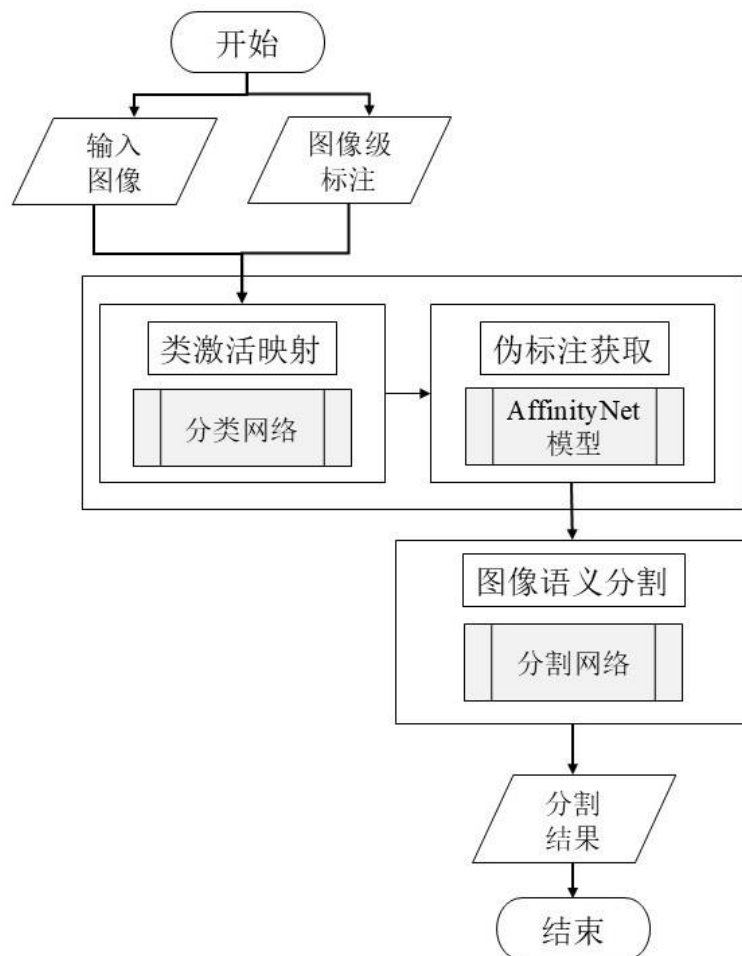 开始
输入
图像
图像级
标注
类激活映射
分类网络
伪标注获取
AffinityNet
模型
图像语义分割
分割网络
分割
结果
结束